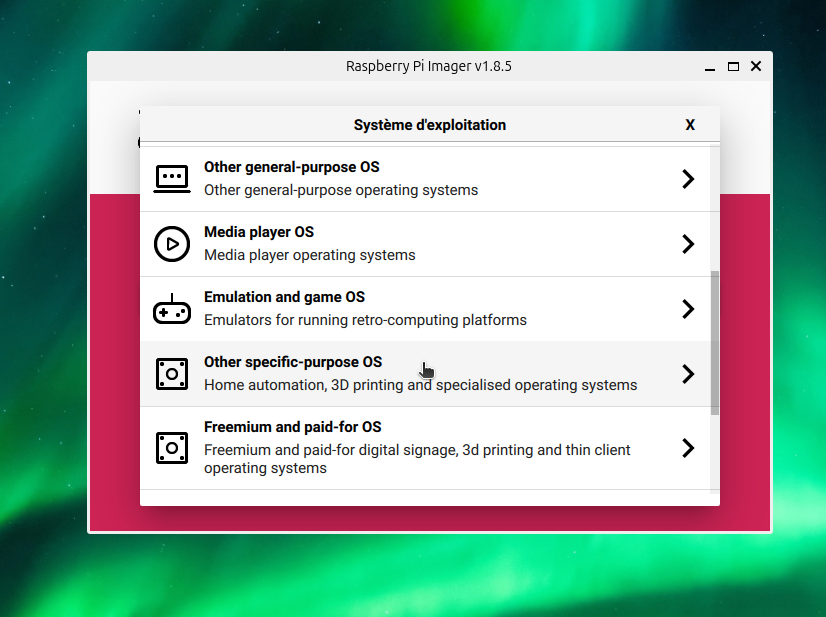 Raspberry Pi Imager v1.8.5
Système d'exploitation
X
Other general-purpose OS
Other general-purpose operating systems
Media player OS
Media player operating systems
Emulation and game OS
Emulators for running retro-computing platforms
Other specific-purpose OS
Home automation, 3D printing and specialised operating systems
Freemium and paid-for OS
Freemium and paid-for digital signage, 3d printing and thin client
operating systems